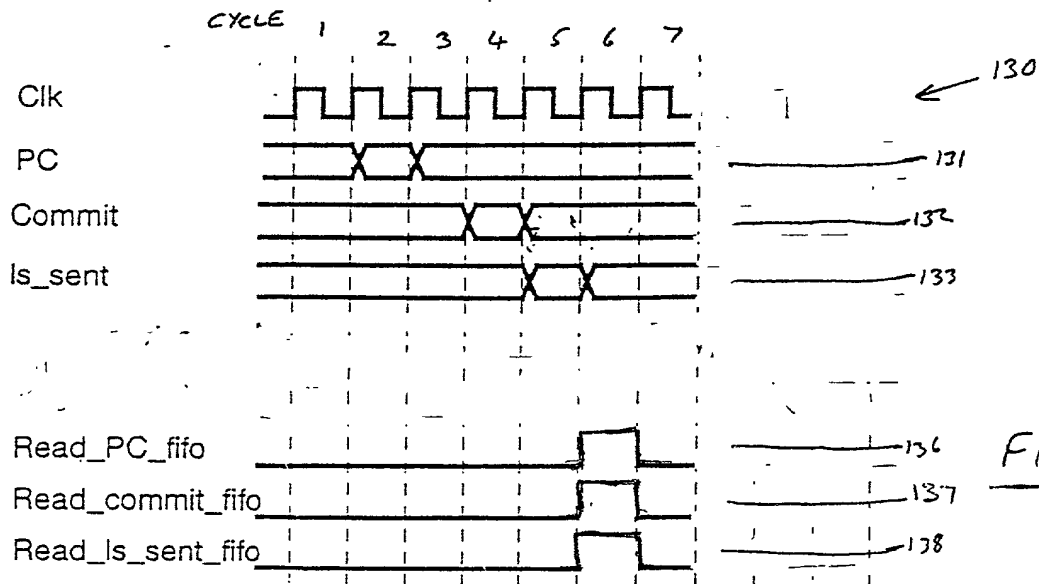 CYCLE 1 2 3 4 5 6 7
130
Clk
PC 131
Commit 132
ls_sent 133
Read_PC_fifo 136
Read_commit_fifo 137
Read_ls_sent_fifo 138